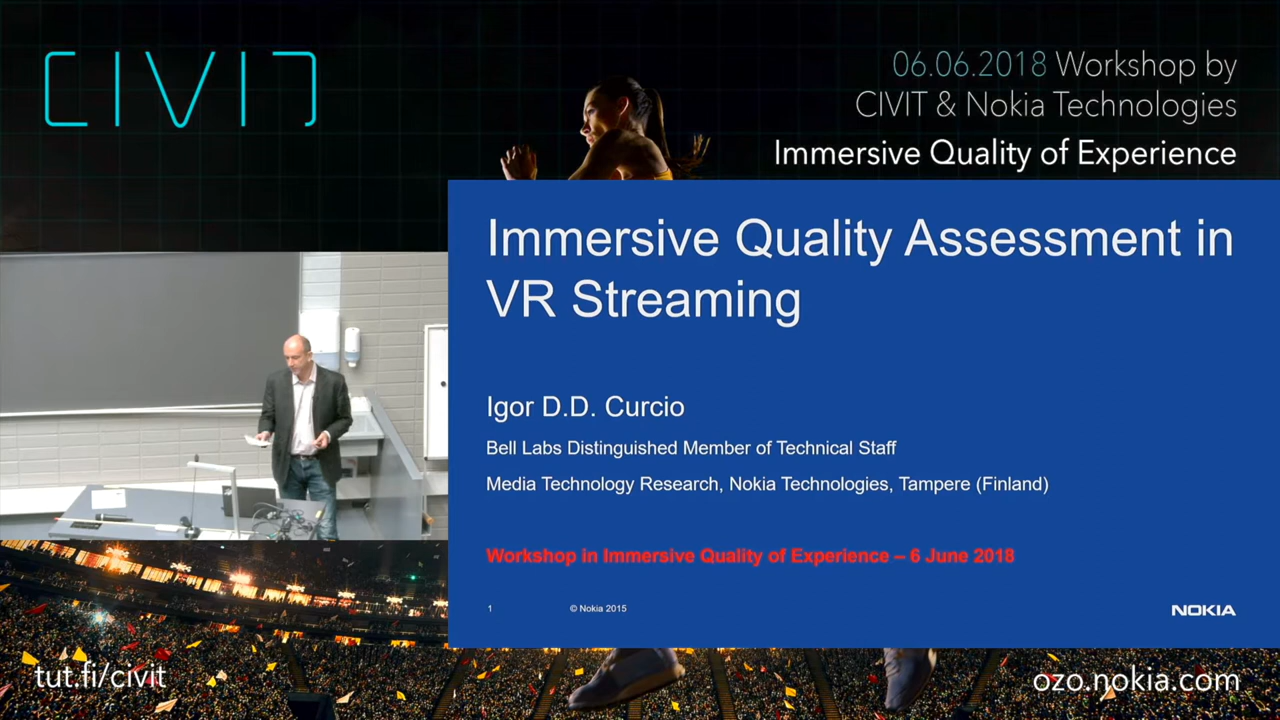 CIVIT
06.06.2018 Workshop by
CIVIT & Nokia Technologies
Immersive Quality of Experience
Immersive Quality Assessment in
VR Streaming
Igor D.D. Curcio
Bell Labs Distinguished Member of Technical Staff
Media Technology Research, Nokia Technologies, Tampere (Finland)
Workshop in Immersive Quality of Experience – 6 June 2018
1
© Nokia 2015
NOKIA
tut.fi/civit
ozo.nokia.com